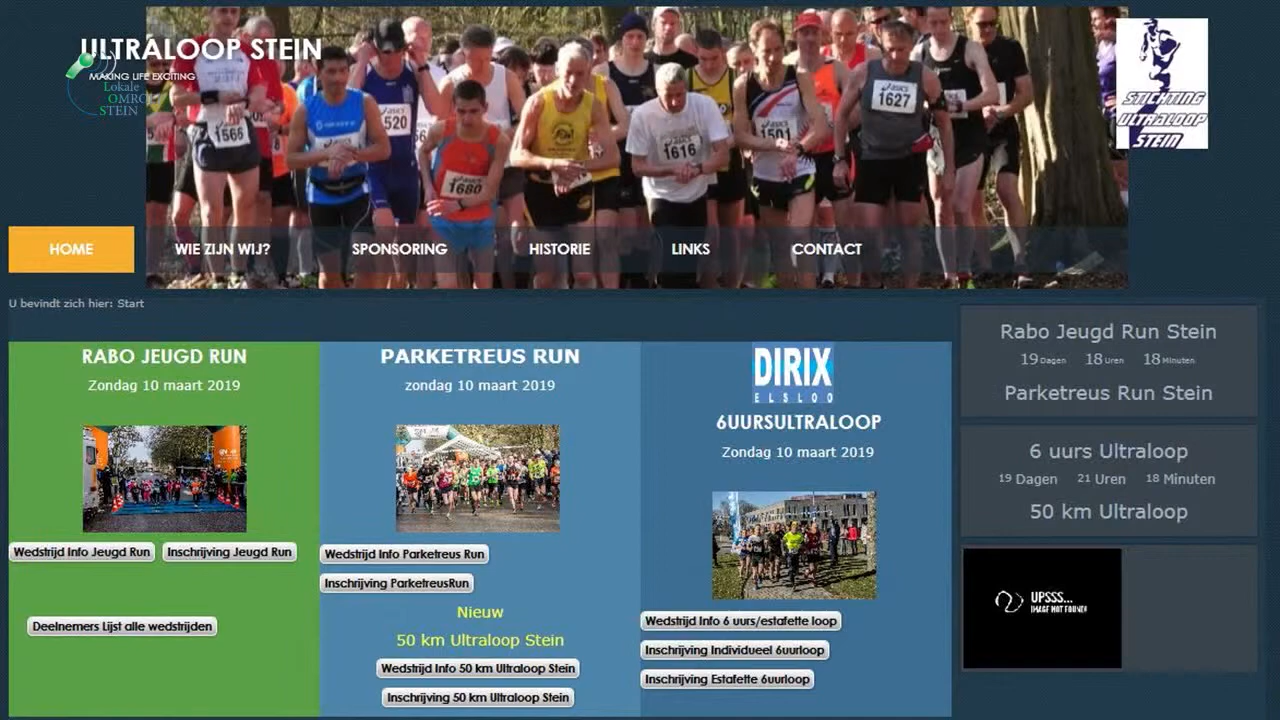 ULTRALOOP STEIN
MAKING LIFE EXCITING
Lokale
STEIN
1566
520
1680
1616
1501
1627
STICHTING
ULTRALOOP
STEIN
HOME
WIE ZIJN WIJ?
SPONSORING
HISTORIE
LINKS
CONTACT
U bevindt zich hier: Start
RABO JEUGD RUN
Zondag 10 maart 2019
Wedstrijd Info Jeugd Run
Inschrijving Jeugd Run
Deelnemers Lijst alle wedstrijden
PARKETREUS RUN
zondag 10 maart 2019
Wedstrijd Info Parketreus Run
Inschrijving ParketreusRun
Nieuw
50 km Ultraloop Stein
Wedstrijd Info 50 km Ultraloop Stein
Inschrijving 50 km Ultraloop Stein
DIRIX
ELSLOO
6UURSULTRALOOP
Zondag 10 maart 2019
Wedstrijd Info 6 uurs/estafette loop
Inschrijving Individueel 6uurloop
Inschrijving Estafette 6uurloop
Rabo Jeugd Run Stein
19 Dagen 18 Uren 18 Minuten
Parketreus Run Stein
6 uurs Ultraloop
19 Dagen 21 Uren 18 Minuten
50 km Ultraloop
UPSSS...
IMAGE NOT FOUND